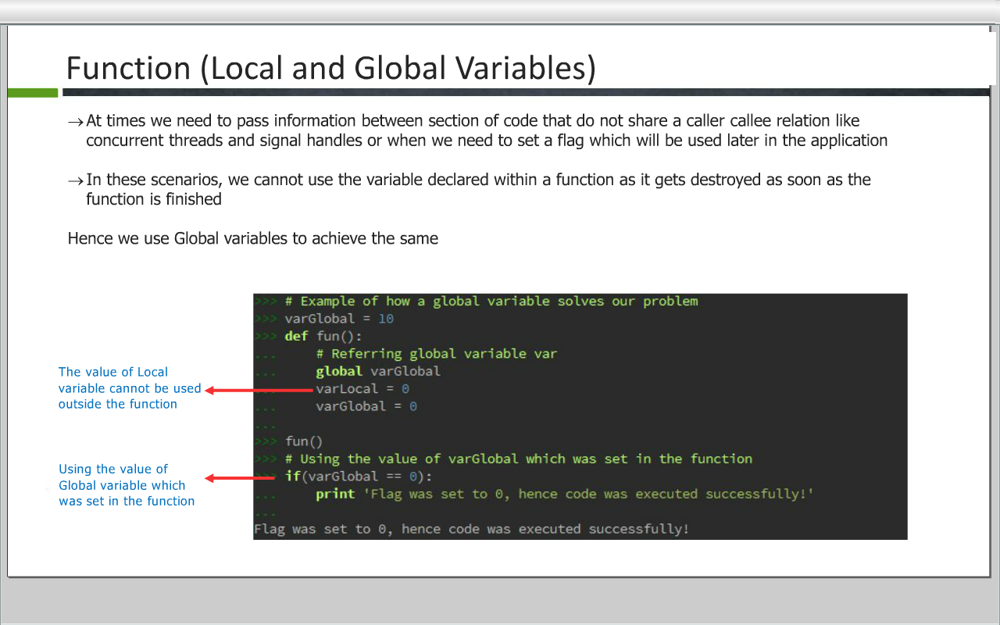 Function (Local and Global Variables)
→At times we need to pass information between section of code that do not share a caller callee relation like
concurrent threads and signal handles or when we need to set a flag which will be used later in the application
→In these scenarios, we cannot use the variable declared within a function as it gets destroyed as soon as the
function is finished
Hence we use Global variables to achieve the same
>>> # Example of how a global variable solves our problem
>>> varGlobal = 10
>>> def fun():
...     # Referring global variable var
...     global varGlobal
...     varLocal = 0
...     varGlobal = 0
...
>>> fun()
>>> # Using the value of varGlobal which was set in the function
>>> if(varGlobal == 0):
...     print 'Flag was set to 0, hence code was executed successfully!'
...
Flag was set to 0, hence code was executed successfully!
The value of Local
variable cannot be used
outside the function
Using the value of
Global variable which
was set in the function